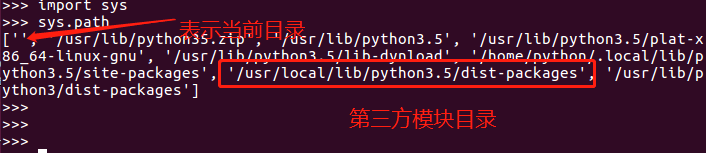 >>> import sys
>>> sys.path
表示当前目录
['', '/usr/lib/python35.zip', '/usr/lib/python3.5', '/usr/lib/python3.5/plat-x
86_64-linux-gnu', '/usr/lib/python3.5/lib-dynload', '/home/python/.local/lib/p
ython3.5/site-packages', '/usr/local/lib/python3.5/dist-packages', '/usr/lib/p
ython3/dist-packages']
>>>
第三方模块目录
>>>
>>>